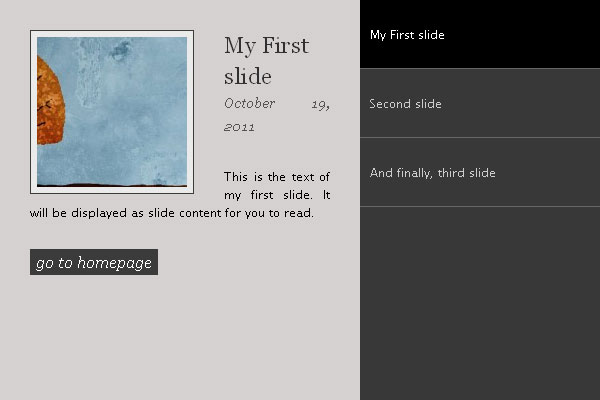 My First
slide
October 19,
2011
This is the text of
my first slide. It
will be displayed as slide content for you to read.
go to homepage
My First slide
Second slide
And finally, third slide